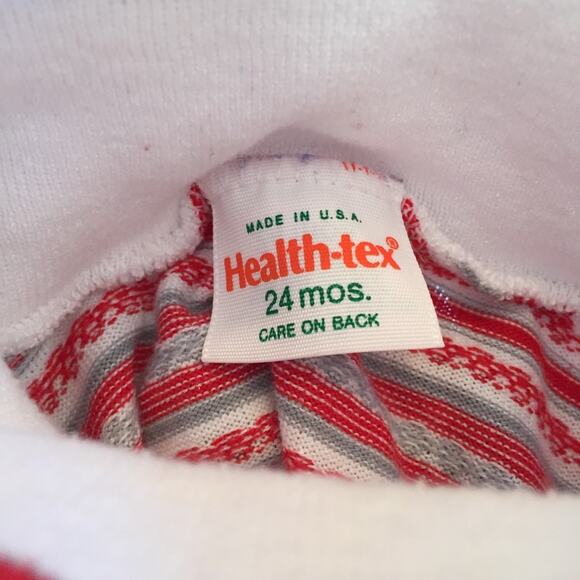 MADE IN U.S.A.
Health-tex®
24 mos.
CARE ON BACK